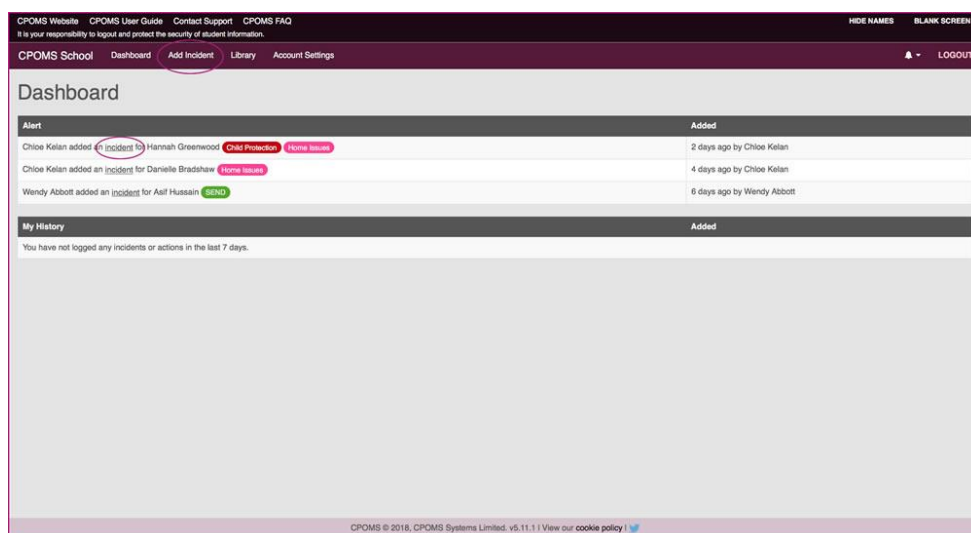 CPOMS Website CPOMS User Guide Contact Support CPOMS FAQ HIDE NAMES BLANK SCREEN
It is your responsibility to logout and protect the security of student information.
CPOMS School Dashboard Add Incident Library Account Settings LOGOUT
Dashboard
Alert Added
Chloe Kelan added an incident for Hannah Greenwood Child Protection Home Issues 2 days ago by Chloe Kelan
Chloe Kelan added an incident for Danielle Bradshaw Home Issues 4 days ago by Chloe Kelan
Wendy Abbott added an incident for Asif Hussain SEND 6 days ago by Wendy Abbott
My History Added
You have not logged any incidents or actions in the last 7 days.
CPOMS © 2018, CPOMS Systems Limited. v5.11.1 | View our cookie policy |